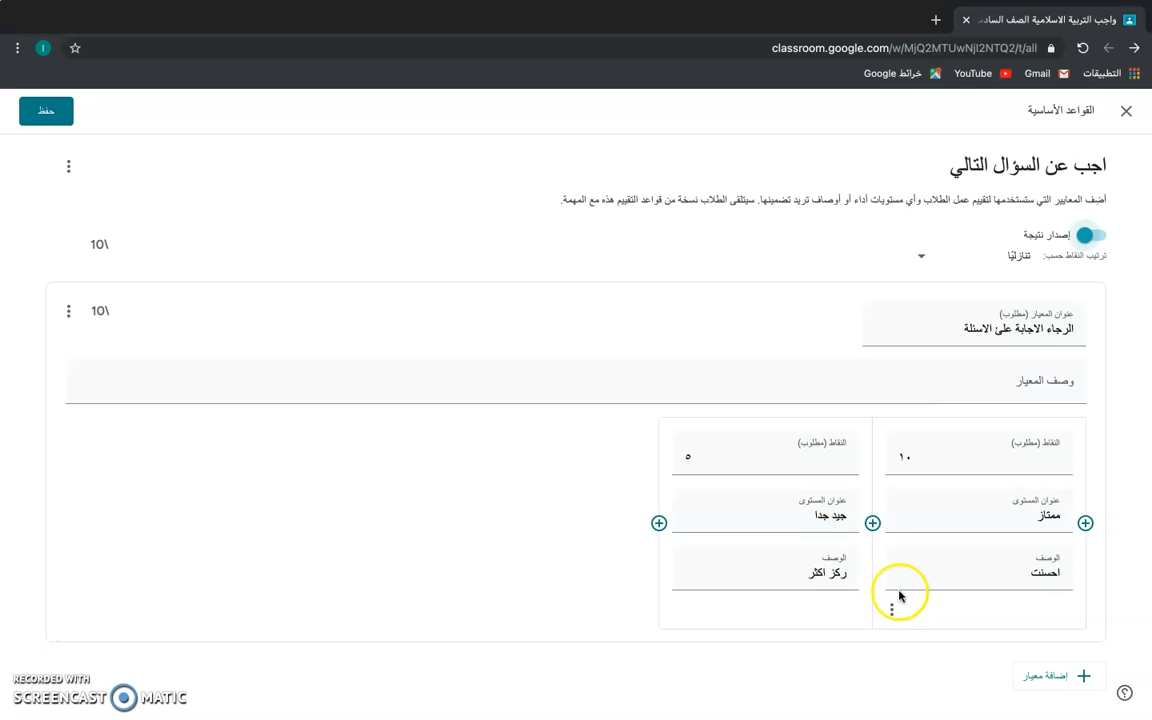 واجب التربية الاسلامية الصف السادس
classroom.google.com/w/MjQ2MTUwNjI2NTQ2/t/all
التطبيقات
Gmail
YouTube
خرائط Google
القواعد الأساسية
حفظ
اجب عن السؤال التالي
أضِف المعايير التي ستستخدمها لتقييم عمل الطلاب وأي مستويات أداء أو أوصاف تريد تضمينها. سيتلقى الطلاب نسخة من قواعد التقييم هذه مع المهمة.
إصدار نتيجة
10\
ترتيب النقاط حسب: تنازليًا
10\
عنوان المعيار (مطلوب)
الرجاء الاجابة على الاسئلة
وصف المعيار
النقاط (مطلوب)
١٠
عنوان المستوى
ممتاز
الوصف
احسنت
النقاط (مطلوب)
٥
عنوان المستوى
جيد جدا
الوصف
ركز اكثر
إضافة معيار
RECORDED WITH
SCREENCAST MATIC